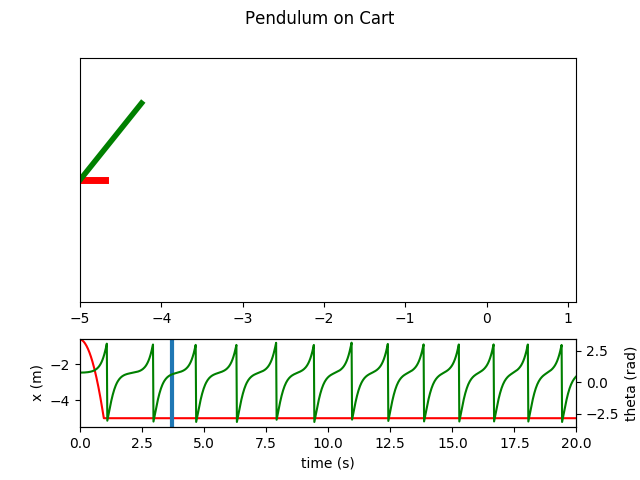 Pendulum on Cart
−5 −4 −3 −2 −1 0 1
x (m)
−2
−4
2.5
0.0
−2.5
theta (rad)
0.0 2.5 5.0 7.5 10.0 12.5 15.0 17.5 20.0
time (s)